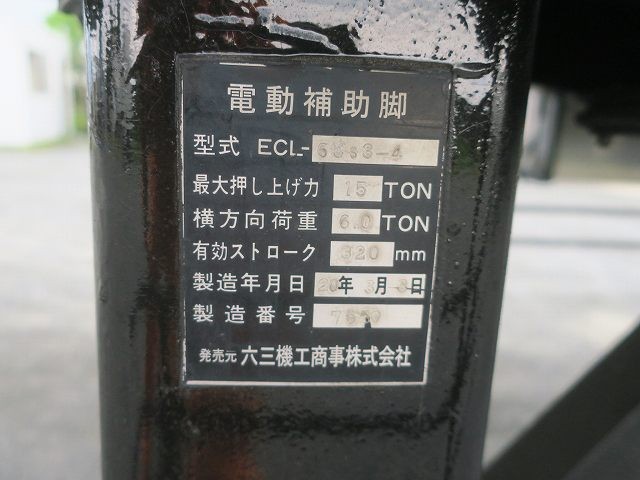 電動補助脚
型式 ECL-
最大押し上げ力 15 TON
横方向荷重 6.0 TON
有効ストローク 320 mm
製造年月日 年 月 日
製造番号
発売元 六三機工商事株式会社